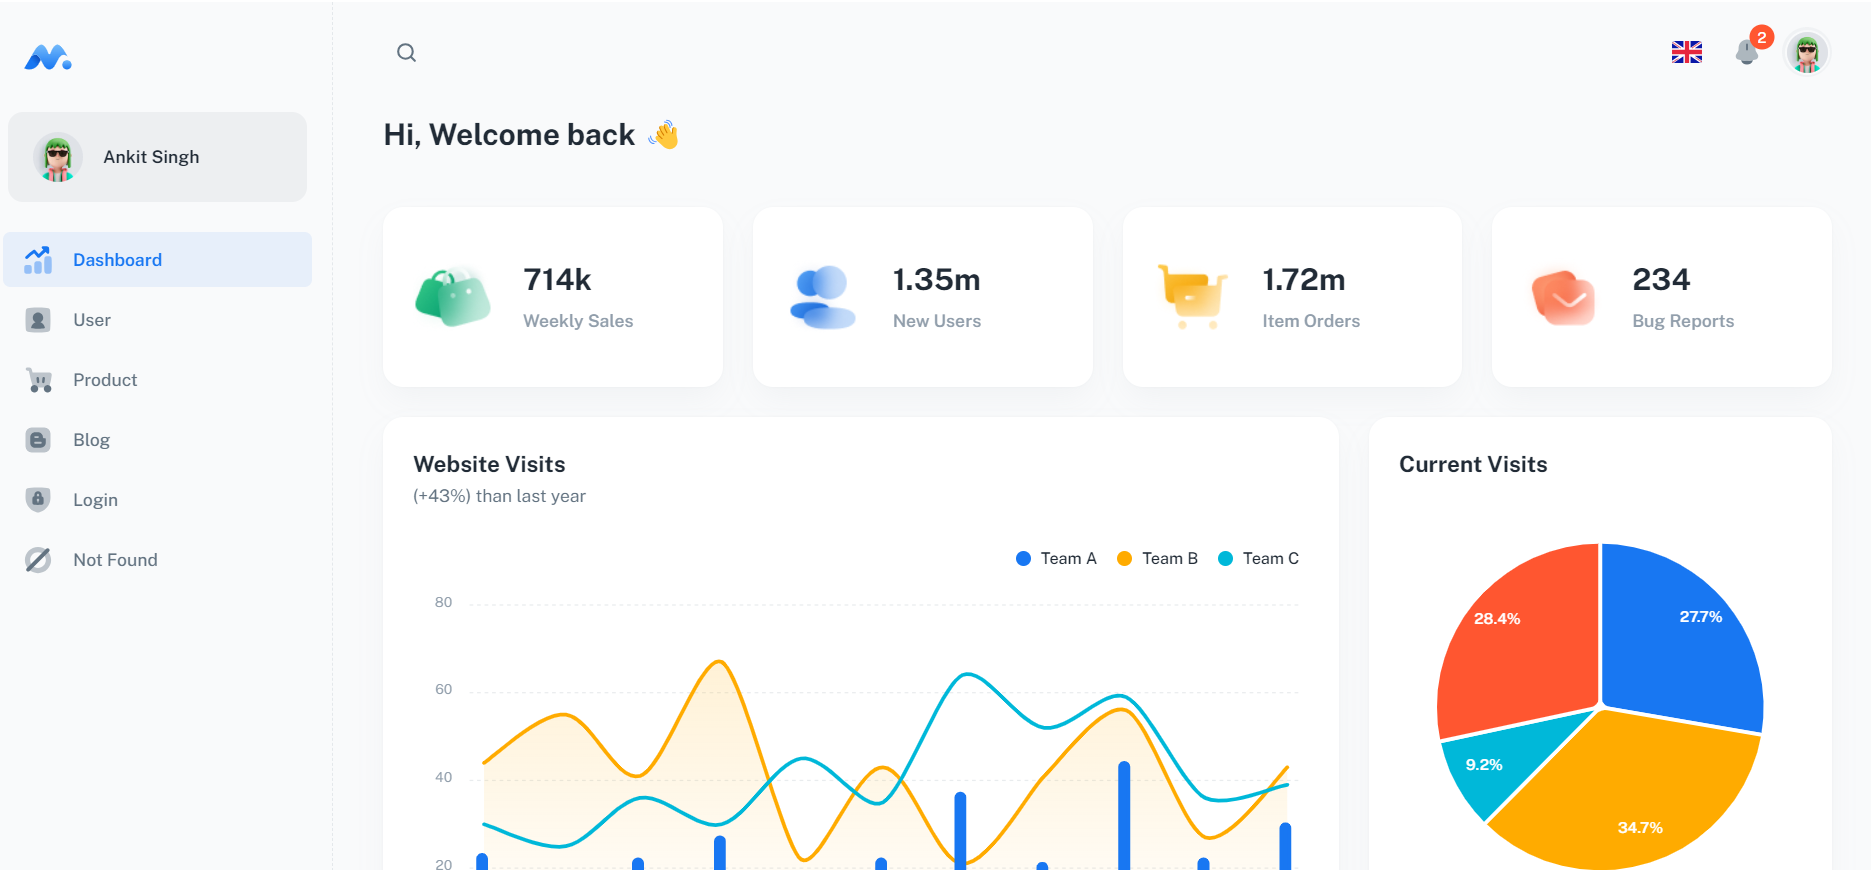 2
Hi, Welcome back
Ankit Singh
Dashboard
User
Product
Blog
Login
Not Found
714k
Weekly Sales
1.35m
New Users
1.72m
Item Orders
234
Bug Reports
Website Visits
(+43%) than last year
Team A
Team B
Team C
80
60
40
20
Current Visits
28.4%
27.7%
9.2%
34.7%